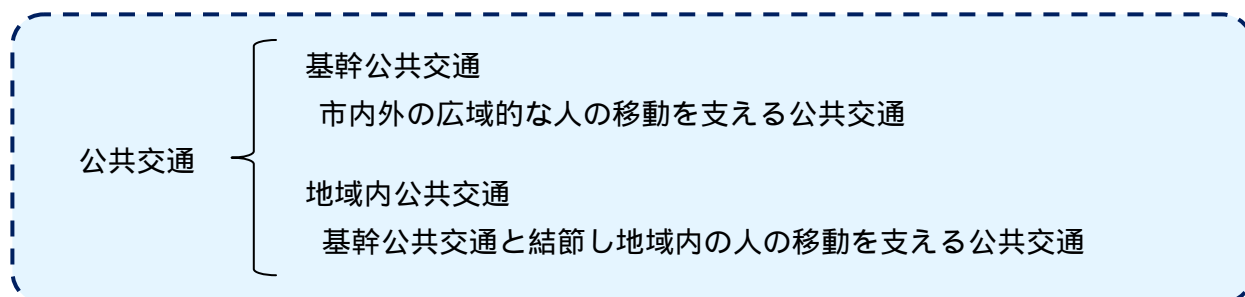 基幹公共交通
市内外の広域的な人の移動を支える公共交通
公共交通
地域内公共交通
基幹公共交通と結節し地域内の人の移動を支える公共交通